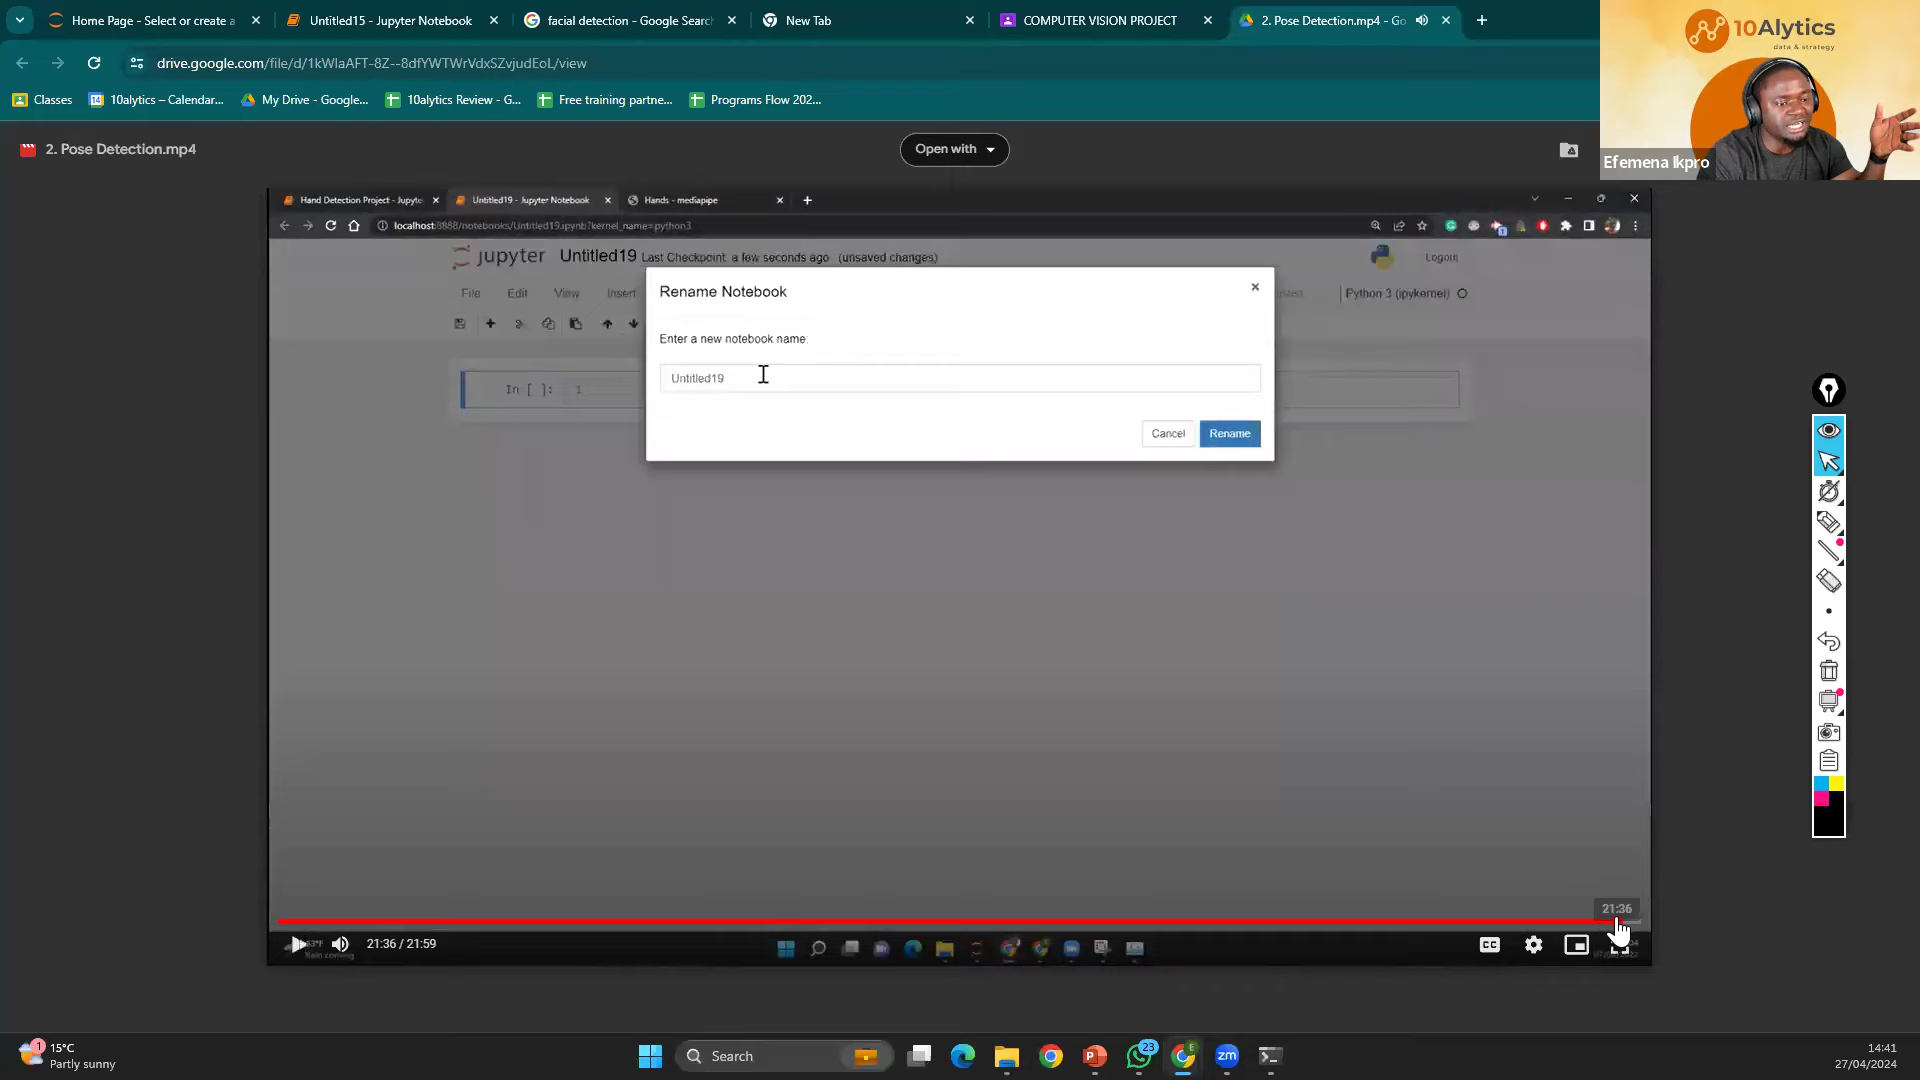 Home Page - Select or create a
Untitled15 - Jupyter Notebook
facial detection - Google Search
New Tab
COMPUTER VISION PROJECT
2. Pose Detection.mp4 - Go
drive.google.com/file/d/1kWlaAFT-8Z--8dfYWTWrVdxSZvjudEoL/view
Classes
10alytics – Calendar...
My Drive - Google...
10alytics Review - G...
Free training partne...
Programs Flow 202...
10Alytics
data & strategy
Efemena Ikpro
2. Pose Detection.mp4
Open with
Hand Detection Project - Jupyte
Untitled19 - Jupyter Notebook
Hands - mediapipe
localhost:8888/notebooks/Untitled19.ipynb?kernel_name=python3
jupyter Untitled19 Last Checkpoint: a few seconds ago (unsaved changes)
Logout
File Edit View Insert
Python 3 (ipykernel)
Rename Notebook
Enter a new notebook name:
Untitled19
In [ ]: 1
Cancel
Rename
21:36
21:36 / 21:59
CC
Rain coming
1
15°C
Partly sunny
Search
23
E
zm
14:41
27/04/2024